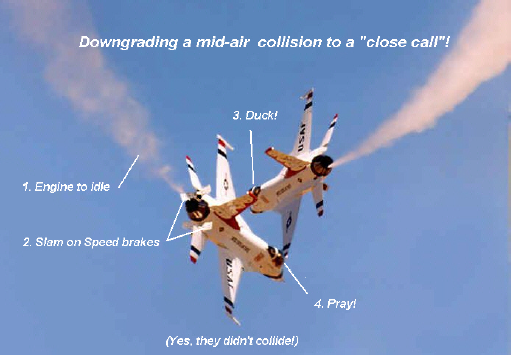 Downgrading a mid-air collision to a "close call"!
3. Duck!
1. Engine to idle
2. Slam on Speed brakes
4. Pray!
(Yes, they didn't collide!)
USAF
USAF